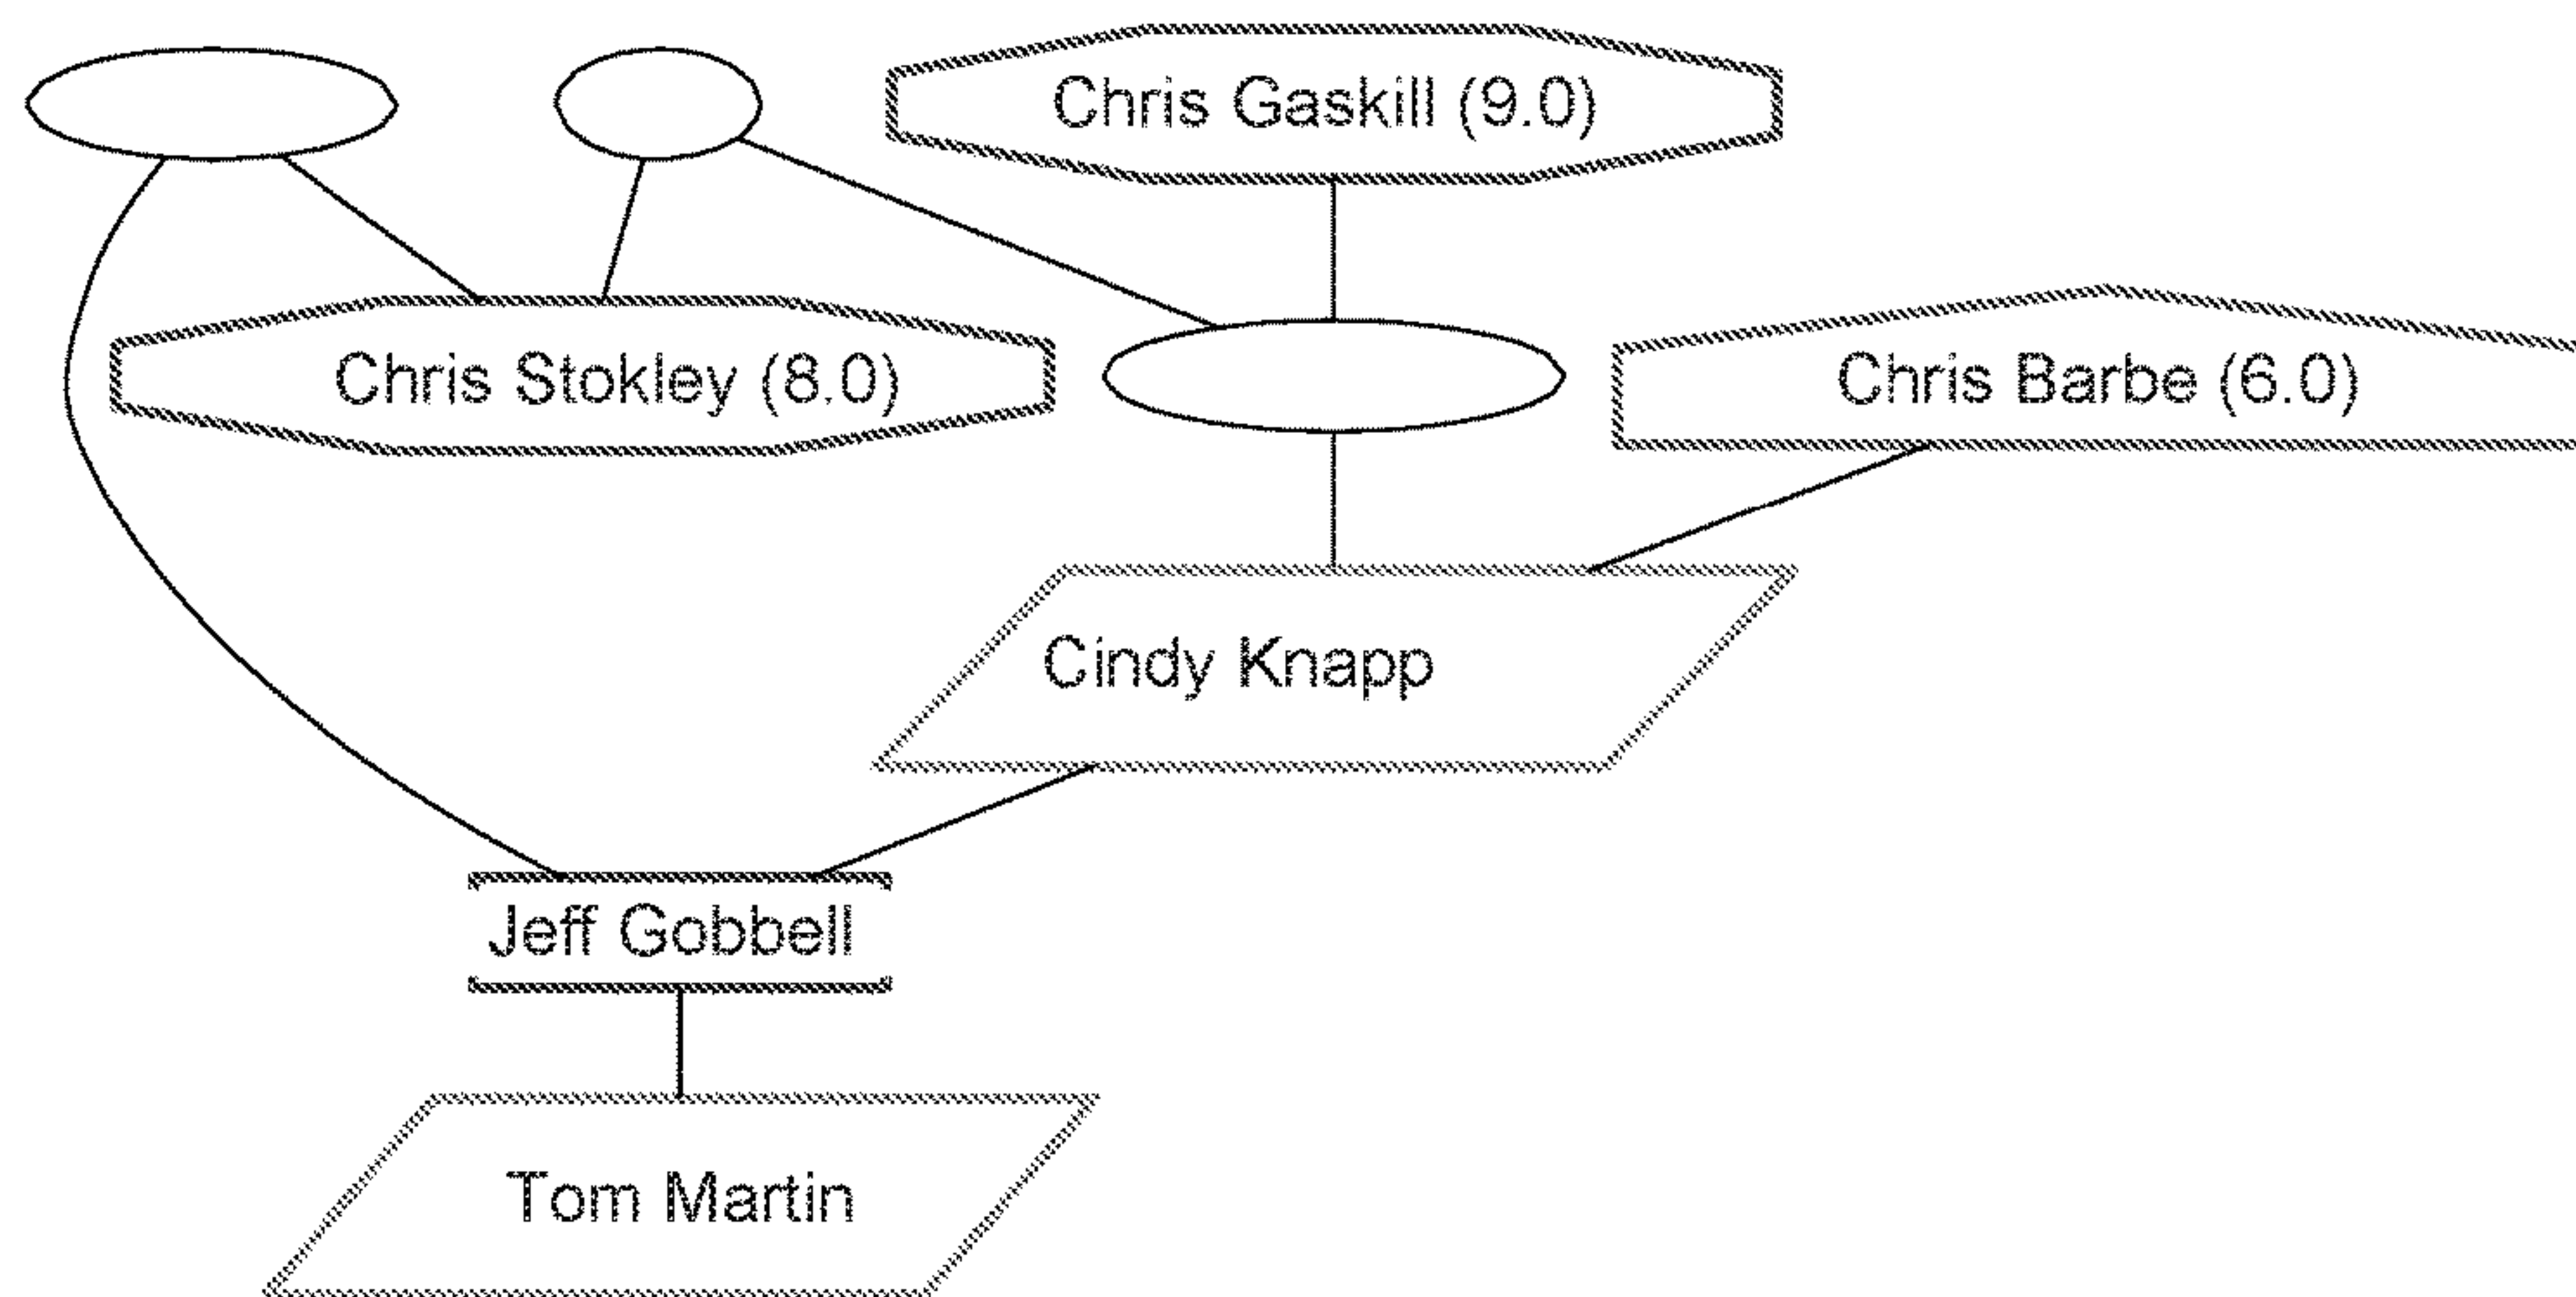 Chris Gaskill (9.0)
Chris Stokley (8.0)
Chris Barbe (6.0)
Cindy Knapp
Jeff Gobbell
Tom Martin